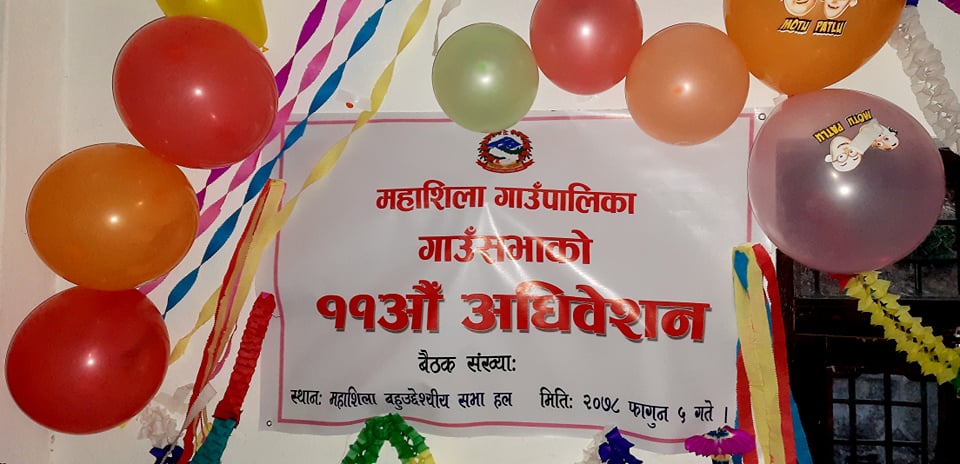 MOTU PATLU
MOTU PATLU
महाशिला गाउँपालिका
गाउँसभाको
११औँ अधिवेशन
बैठक संख्या:
स्थान: महाशिला बहुउद्देश्यीय सभा हल मिति: २०७८ फागुन ५ गते ।